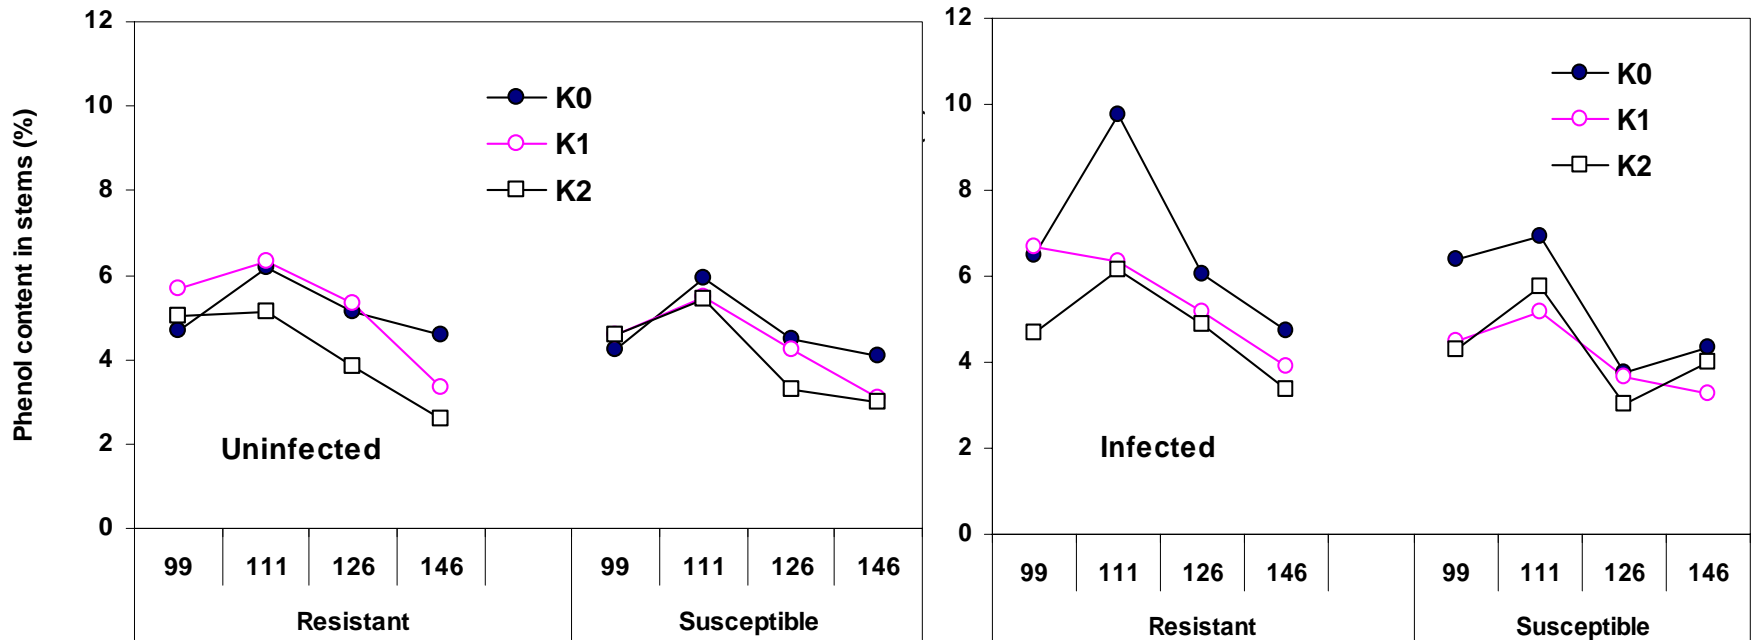 Phenol content in stems (%)
12
10
8
6
4
2
0
K0
K1
K2
Uninfected
99 111 126 146 99 111 126 146
Resistant Susceptible
12
10
8
6
4
2
0
K0
K1
K2
Infected
99 111 126 146 99 111 126 146
Resistant Susceptible